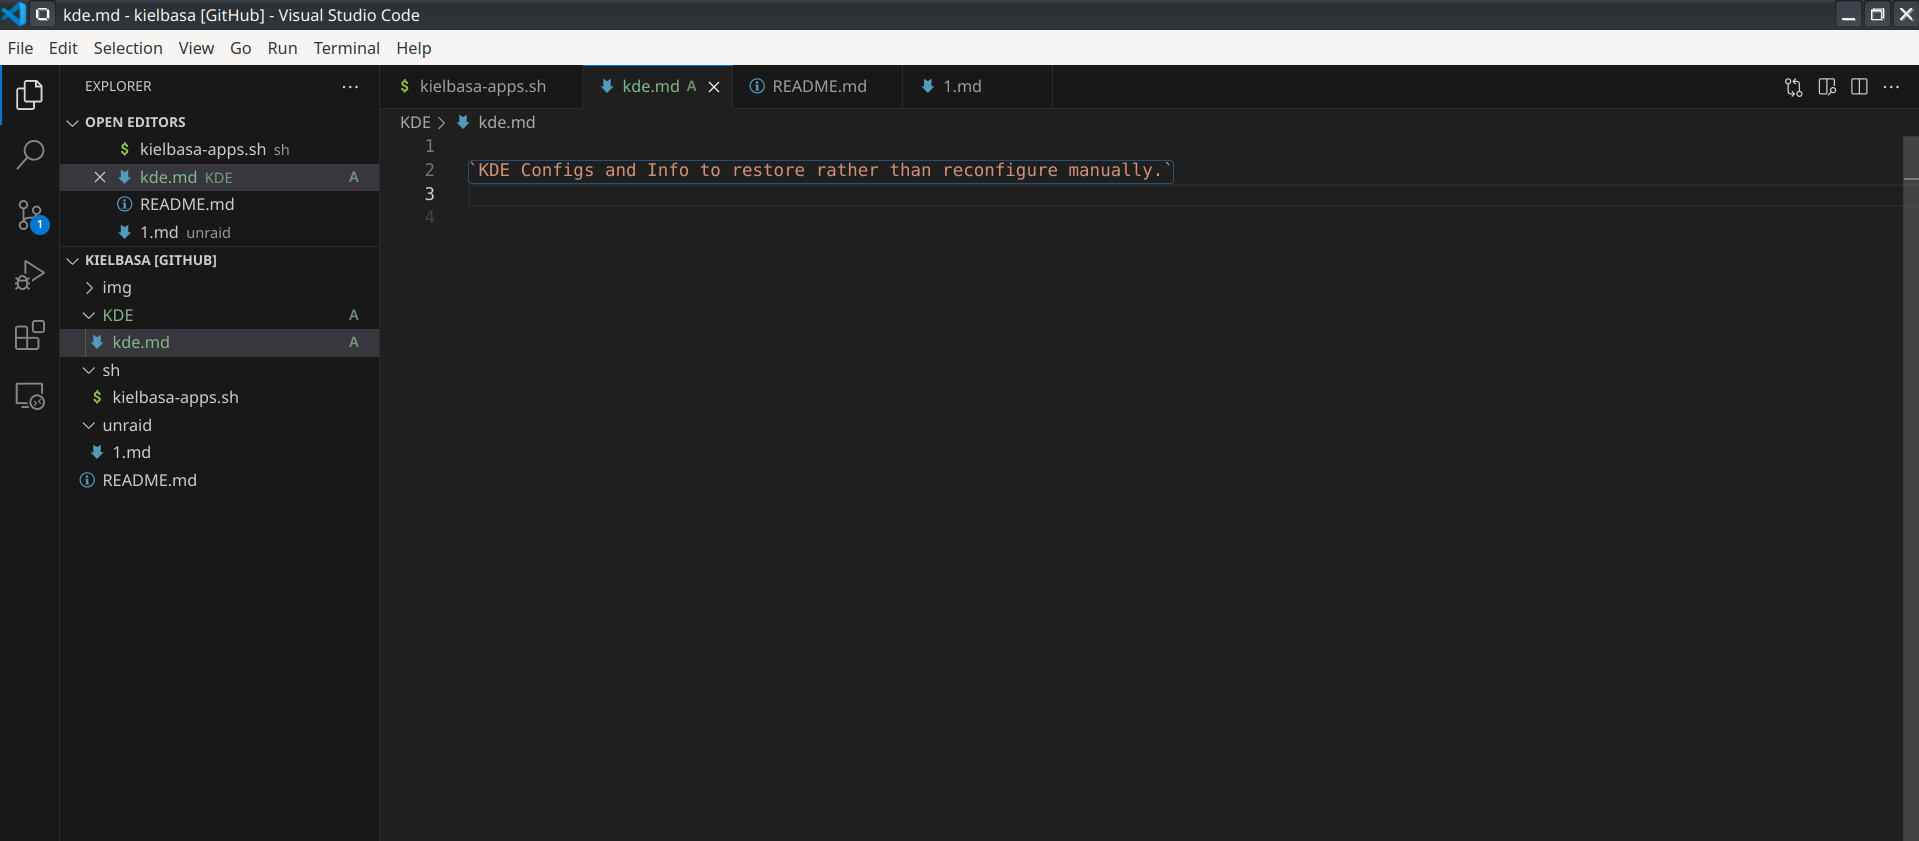 kde.md - kielbasa [GitHub] - Visual Studio Code
File Edit Selection View Go Run Terminal Help
EXPLORER
OPEN EDITORS
$ kielbasa-apps.sh sh
kde.md KDE A
README.md
1.md unraid
1
KIELBASA [GITHUB]
img
KDE A
kde.md A
sh
$ kielbasa-apps.sh
unraid
1.md
README.md
$ kielbasa-apps.sh kde.md A README.md 1.md
KDE > kde.md
1
2 `KDE Configs and Info to restore rather than reconfigure manually.`
3
4